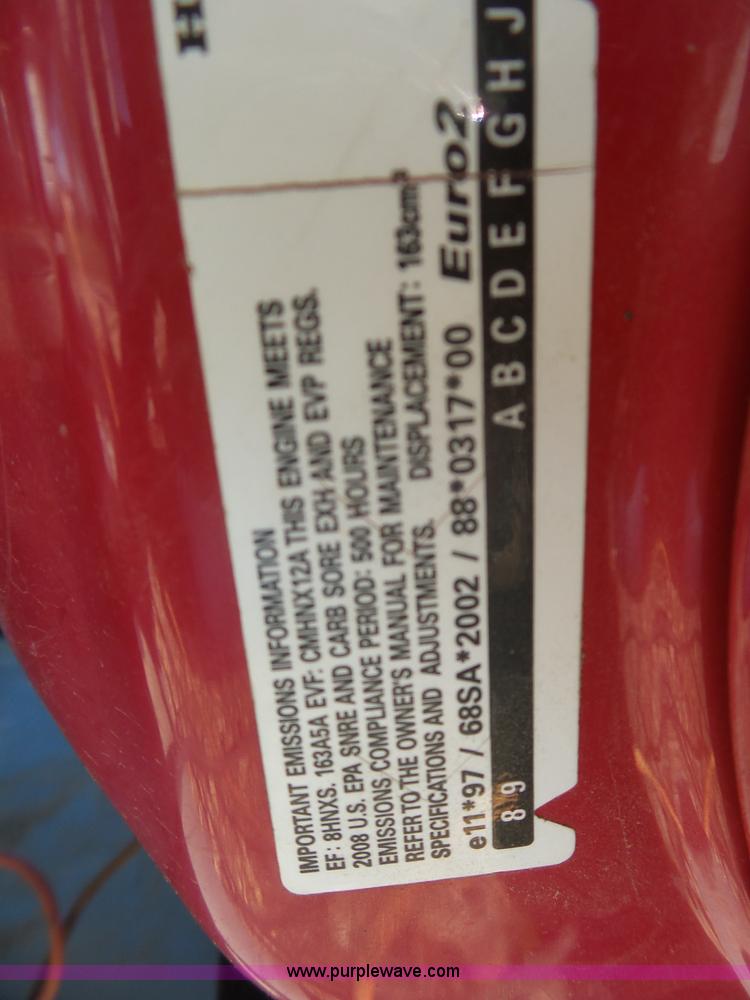 H
IMPORTANT EMISSIONS INFORMATION
EF: 8HNXS. 163A5A EVF: CMHNX12A THIS ENGINE MEETS
2008 U.S. EPA SNRE AND CARB SORE EXH AND EVP REGS.
EMISSIONS COMPLIANCE PERIOD: 500 HOURS
REFER TO THE OWNER'S MANUAL FOR MAINTENANCE
SPECIFICATIONS AND ADJUSTMENTS. DISPLACEMENT: 163cm³
e11*97 / 68SA*2002 / 88*0317*00 Euro2
8 9 A B C D E F G H J
www.purplewave.com